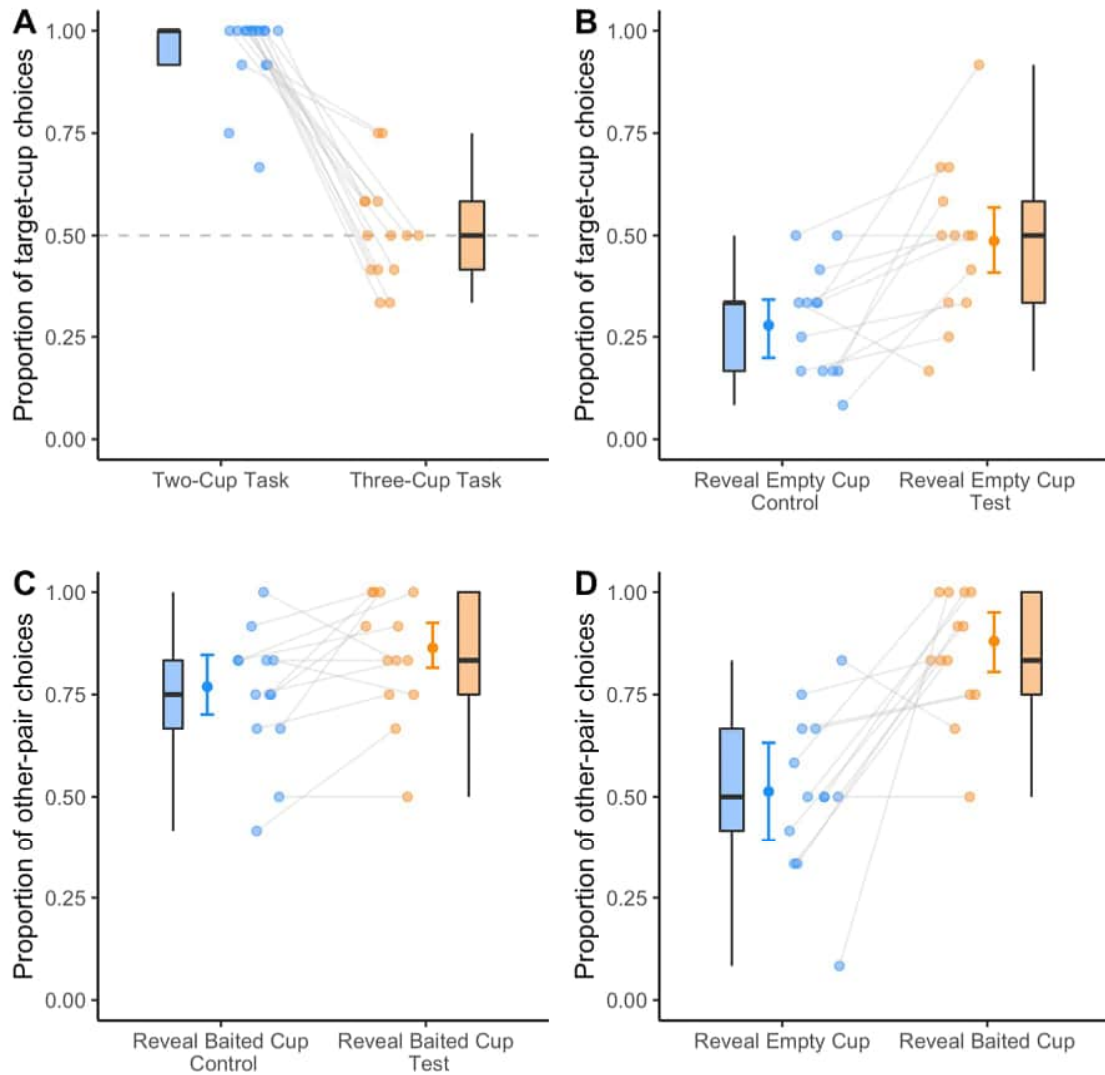 A
Proportion of target-cup choices
1.00
0.75
0.50
0.25
0.00
Two-Cup Task
Three-Cup Task
B
Proportion of target-cup choices
1.00
0.75
0.50
0.25
0.00
Reveal Empty Cup
Control
Reveal Empty Cup
Test
C
Proportion of other-pair choices
1.00
0.75
0.50
0.25
0.00
Reveal Baited Cup
Control
Reveal Baited Cup
Test
D
Proportion of other-pair choices
1.00
0.75
0.50
0.25
0.00
Reveal Empty Cup
Reveal Baited Cup